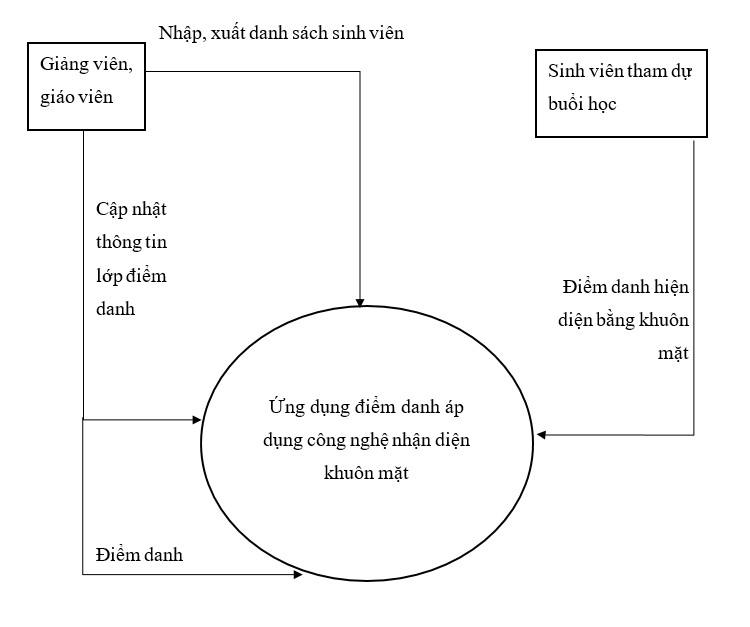 Nhập, xuất danh sách sinh viên
Giảng viên,
giáo viên
Sinh viên tham dự
buổi học
Cập nhật
thông tin
lớp điểm
danh
Điểm danh hiện
diện bằng khuôn
mặt
Ứng dụng điểm danh áp
dụng công nghệ nhận diện
khuôn mặt
Điểm danh